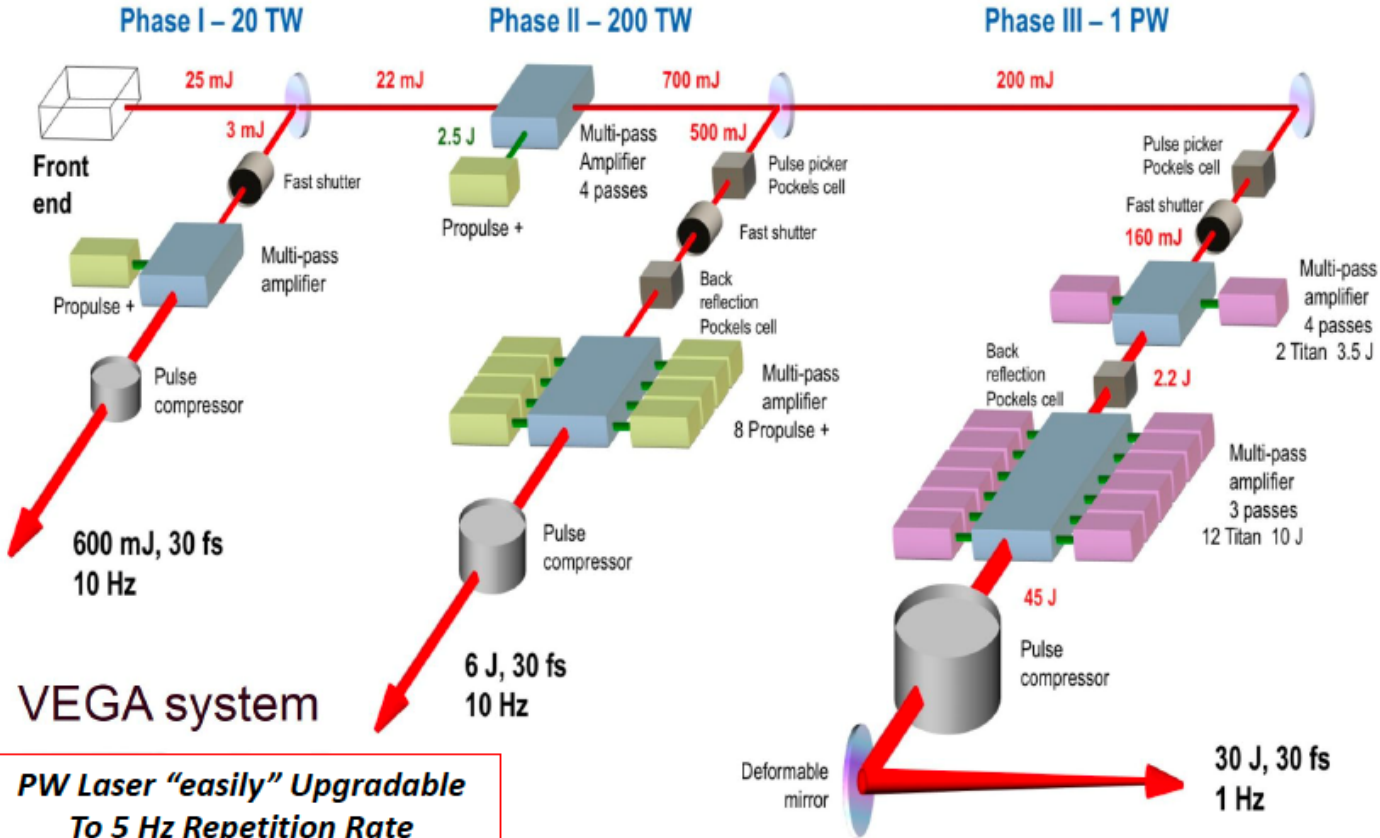 Phase I – 20 TW
Phase II – 200 TW
Phase III – 1 PW
25 mJ
22 mJ
700 mJ
200 mJ
3 mJ
2.5 J
500 mJ
Front
end
Fast shutter
Multi-pass
amplifier
Propulse +
Pulse
compressor
600 mJ, 30 fs
10 Hz
Multi-pass
Amplifier
4 passes
Propulse +
Pulse picker
Pockels cell
Fast shutter
Back
reflection
Pockels cell
Multi-pass
amplifier
8 Propulse +
Pulse
compressor
6 J, 30 fs
10 Hz
Pulse picker
Pockels cell
Fast shutter
160 mJ
Multi-pass
amplifier
4 passes
2 Titan 3.5 J
Back
reflection
Pockels cell
2.2 J
Multi-pass
amplifier
3 passes
12 Titan 10 J
45 J
Pulse
compressor
Deformable
mirror
30 J, 30 fs
1 Hz
VEGA system
PW Laser “easily” Upgradable
To 5 Hz Repetition Rate